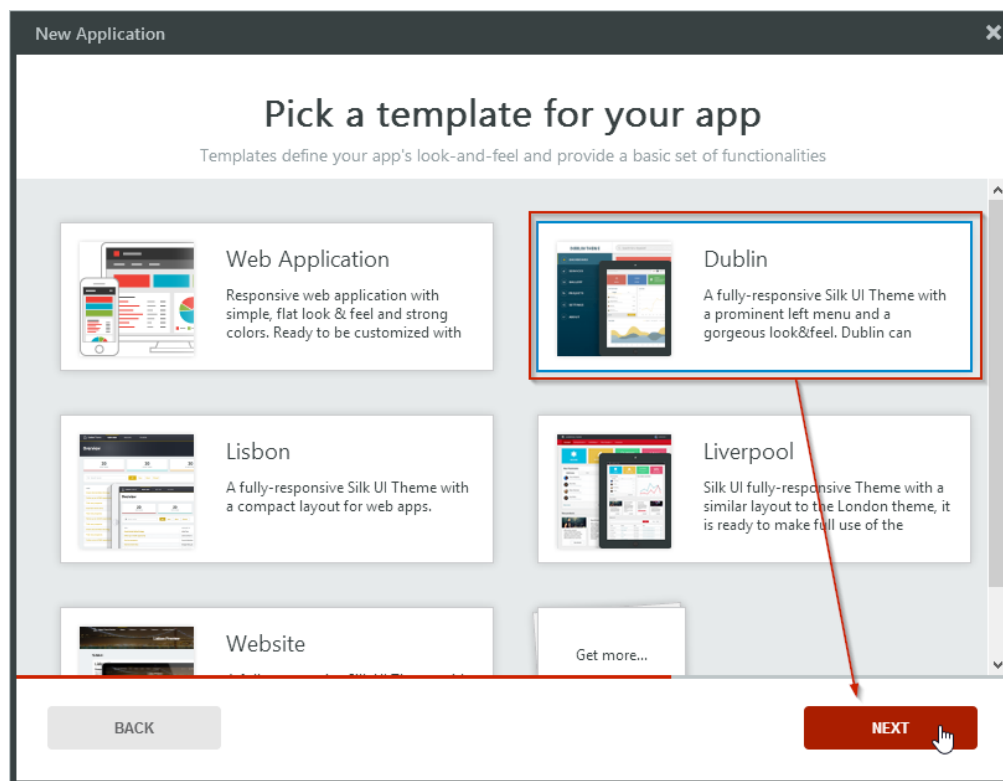 New Application
Pick a template for your app
Templates define your app's look-and-feel and provide a basic set of functionalities
Web Application
Responsive web application with
simple, flat look & feel and strong
colors. Ready to be customized with
Dublin
A fully-responsive Silk UI Theme with
a prominent left menu and a
gorgeous look&feel. Dublin can
Lisbon
A fully-responsive Silk UI Theme with
a compact layout for web apps.
Liverpool
Silk UI fully-responsive Theme with a
similar layout to the London theme, it
is ready to make full use of the
Website
Get more...
BACK
NEXT